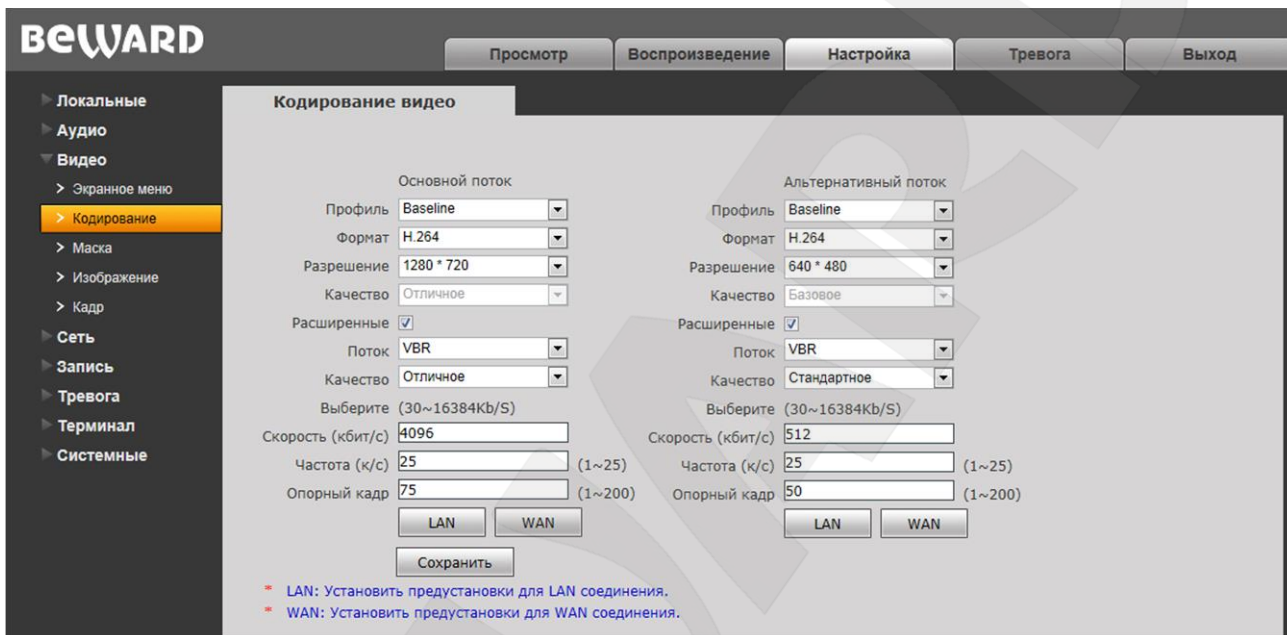 BEWARD
Просмотр Воспроизведение Настройка Тревога Выход
Локальные
Аудио
Видео
> Экранное меню
> Кодирование
> Маска
> Изображение
> Кадр
Сеть
Запись
Тревога
Терминал
Системные
Кодирование видео
Основной поток
Профиль Baseline
Формат H.264
Разрешение 1280 * 720
Качество Отличное
Расширенные
Поток VBR
Качество Отличное
Выберите (30~16384Kb/S)
Скорость (кбит/с) 4096
Частота (к/с) 25 (1~25)
Опорный кадр 75 (1~200)
LAN WAN
Сохранить
Альтернативный поток
Профиль Baseline
Формат H.264
Разрешение 640 * 480
Качество Базовое
Расширенные
Поток VBR
Качество Стандартное
Выберите (30~16384Kb/S)
Скорость (кбит/с) 512
Частота (к/с) 25 (1~25)
Опорный кадр 50 (1~200)
LAN WAN
* LAN: Установить предустановки для LAN соединения.
* WAN: Установить предустановки для WAN соединения.